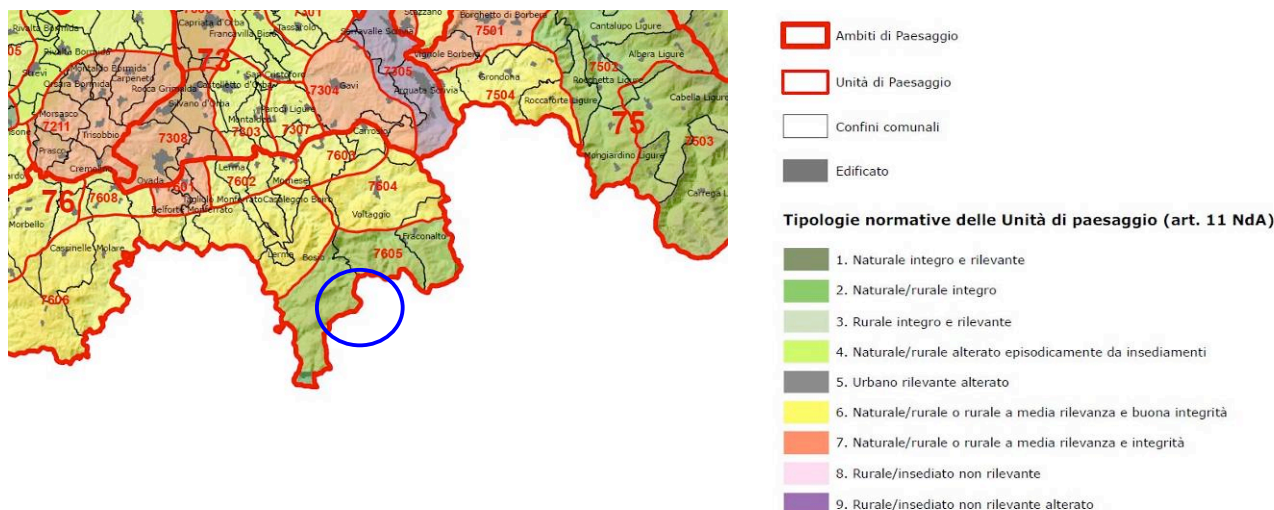 Stazzano
Capriata d'Orba
7301
Tassarolo
Borghetto di Borbera
Cantalupo Ligure
Rivalta Bormida
Francavilla Bisio
Serravalle Scrivia
7501
Albera Ligure
Rivalta Bormida
73
Vignole Borbera
7502
Strevi
Montaldo Bormida
7305
Grondona
Rocchetta Ligure
Orsara Bormida
Carpeneto
Rocca Grimalda
Castelletto d'Orba
San Cristoforo
7304
Gavi
Arquata Scrivia
7504
Cabella Ligure
Silvano d'Orba
Parodi Ligure
Roccaforte Ligure
Morsasco
Montaldeo
75
7211
Trisobbio
7308
7303
7307
Carrosio
7503
Prasco
7603
Mongiardino Ligure
Cremolino
Lerma
Ovada
7601
7602
Mornese
7604
Carrega L
76
7608
Tagliolo Monferrato
Casaleggio Boiro
Belforte Monferrato
Voltaggio
Morbello
Fraconalto
Cassinelle
Molare
Lerma
Bosio
7605
7606
Ambiti di Paesaggio
Unità di Paesaggio
Confini comunali
Edificato
Tipologie normative delle Unità di paesaggio (art. 11 NdA)
1. Naturale integro e rilevante
2. Naturale/rurale integro
3. Rurale integro e rilevante
4. Naturale/rurale alterato episodicamente da insediamenti
5. Urbano rilevante alterato
6. Naturale/rurale o rurale a media rilevanza e buona integrità
7. Naturale/rurale o rurale a media rilevanza e integrità
8. Rurale/insediato non rilevante
9. Rurale/insediato non rilevante alterato